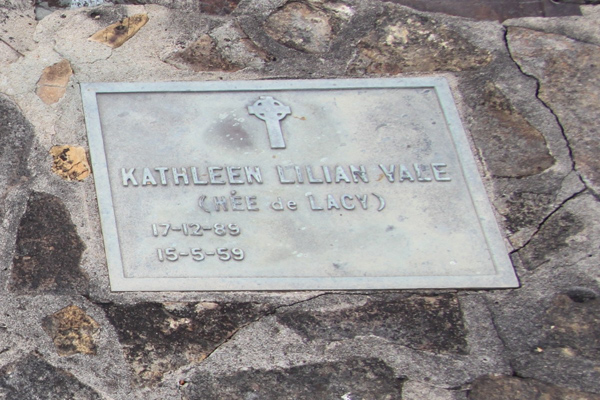 KATHLEEN LILIAN VALE
(NÉE de LACY)
17-12-89
15-5-59